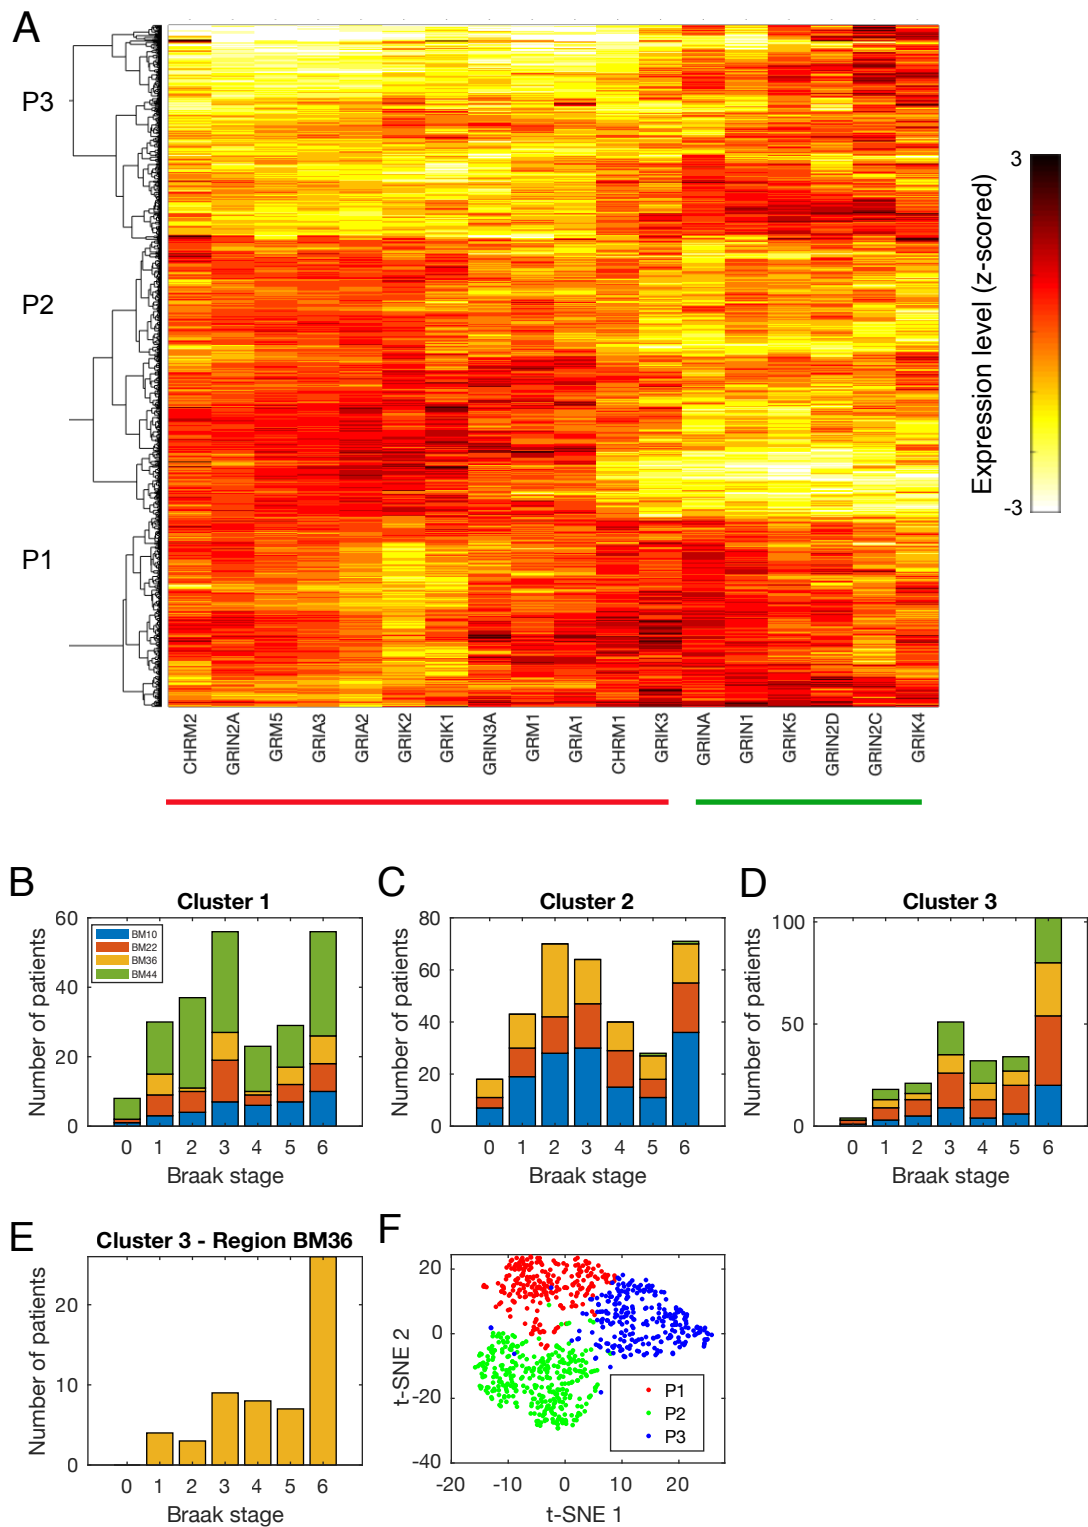 A
P3
P2
P1
3
Expression level (z-scored)
-3
CHRM2
GRIN2A
GRM5
GRIA3
GRIA2
GRIK2
GRIK1
GRIN3A
GRM1
GRIA1
CHRM1
GRIK3
GRINA
GRIN1
GRIK5
GRIN2D
GRIN2C
GRIK4
B
Cluster 1
60
40
20
0
Number of patients
BM10
BM22
BM36
BM44
0 1 2 3 4 5 6
Braak stage
C
Cluster 2
80
60
40
20
0
Number of patients
0 1 2 3 4 5 6
Braak stage
D
Cluster 3
100
50
0
Number of patients
0 1 2 3 4 5 6
Braak stage
E
Cluster 3 - Region BM36
20
10
0
Number of patients
0 1 2 3 4 5 6
Braak stage
F
20
0
-20
-40
t-SNE 2
P1
P2
P3
-20 -10 0 10 20
t-SNE 1